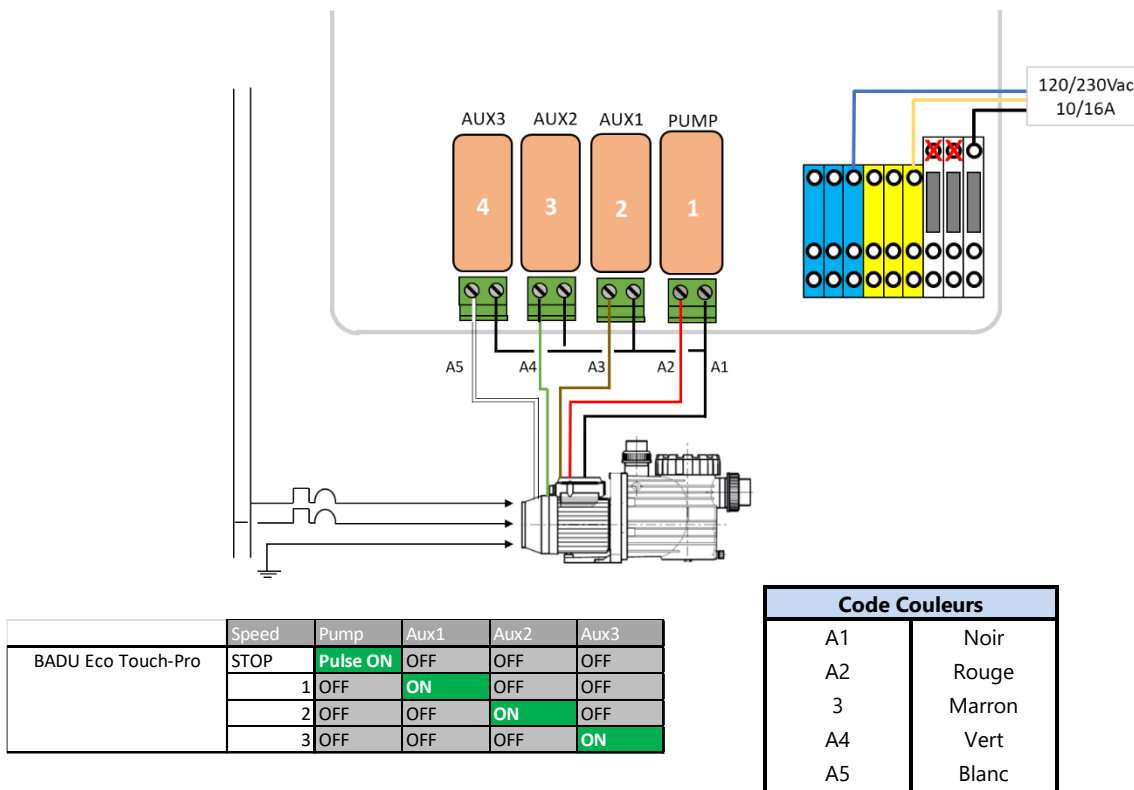 120/230Vac
10/16A
AUX3 AUX2 AUX1 PUMP
4 3 2 1
A5 A4 A3 A2 A1
Speed Pump Aux1 Aux2 Aux3
BADU Eco Touch-Pro STOP Pulse ON OFF OFF OFF
1 OFF ON OFF OFF
2 OFF OFF ON OFF
3 OFF OFF OFF ON
Code Couleurs
A1 Noir
A2 Rouge
3 Marron
A4 Vert
A5 Blanc